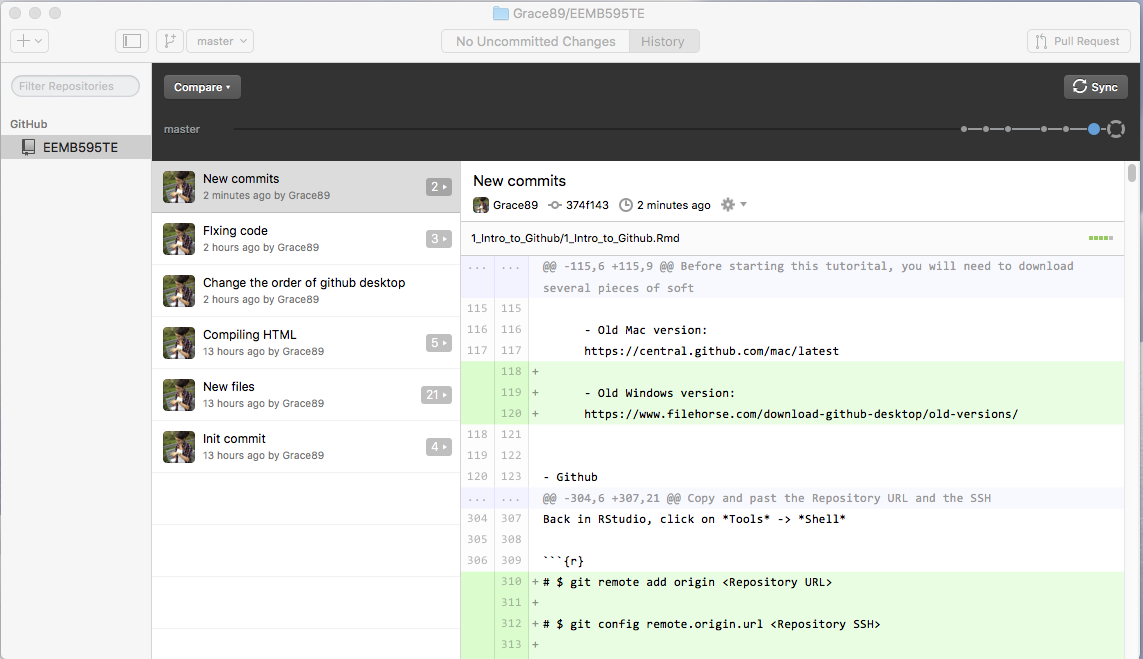 Grace89/EEMB595TE
master
No Uncommitted Changes
History
Pull Request
Filter Repositories
GitHub
EEMB595TE
Compare
Sync
master
New commits
2 minutes ago by Grace89
2
FIxing code
2 hours ago by Grace89
3
Change the order of github desktop
2 hours ago by Grace89
Compiling HTML
13 hours ago by Grace89
5
New files
13 hours ago by Grace89
21
Init commit
13 hours ago by Grace89
4
New commits
Grace89 374f143 2 minutes ago
1_Intro_to_Github/1_Intro_to_Github.Rmd
... ... @@ -115,6 +115,9 @@ Before starting this tutorital, you will need to download
several pieces of soft
115 115
116 116 - Old Mac version:
117 117 https://central.github.com/mac/latest
118 +
119 + - Old Windows version:
120 + https://www.filehorse.com/download-github-desktop/old-versions/
118 121
119 122
120 123 - Github
... ... @@ -304,6 +307,21 @@ Copy and past the Repository URL and the SSH
304 307 Back in RStudio, click on *Tools* -> *Shell*
305 308
306 309 ```{r}
310 +# $ git remote add origin <Repository URL>
311 +
312 +# $ git config remote.origin.url <Repository SSH>
313 +